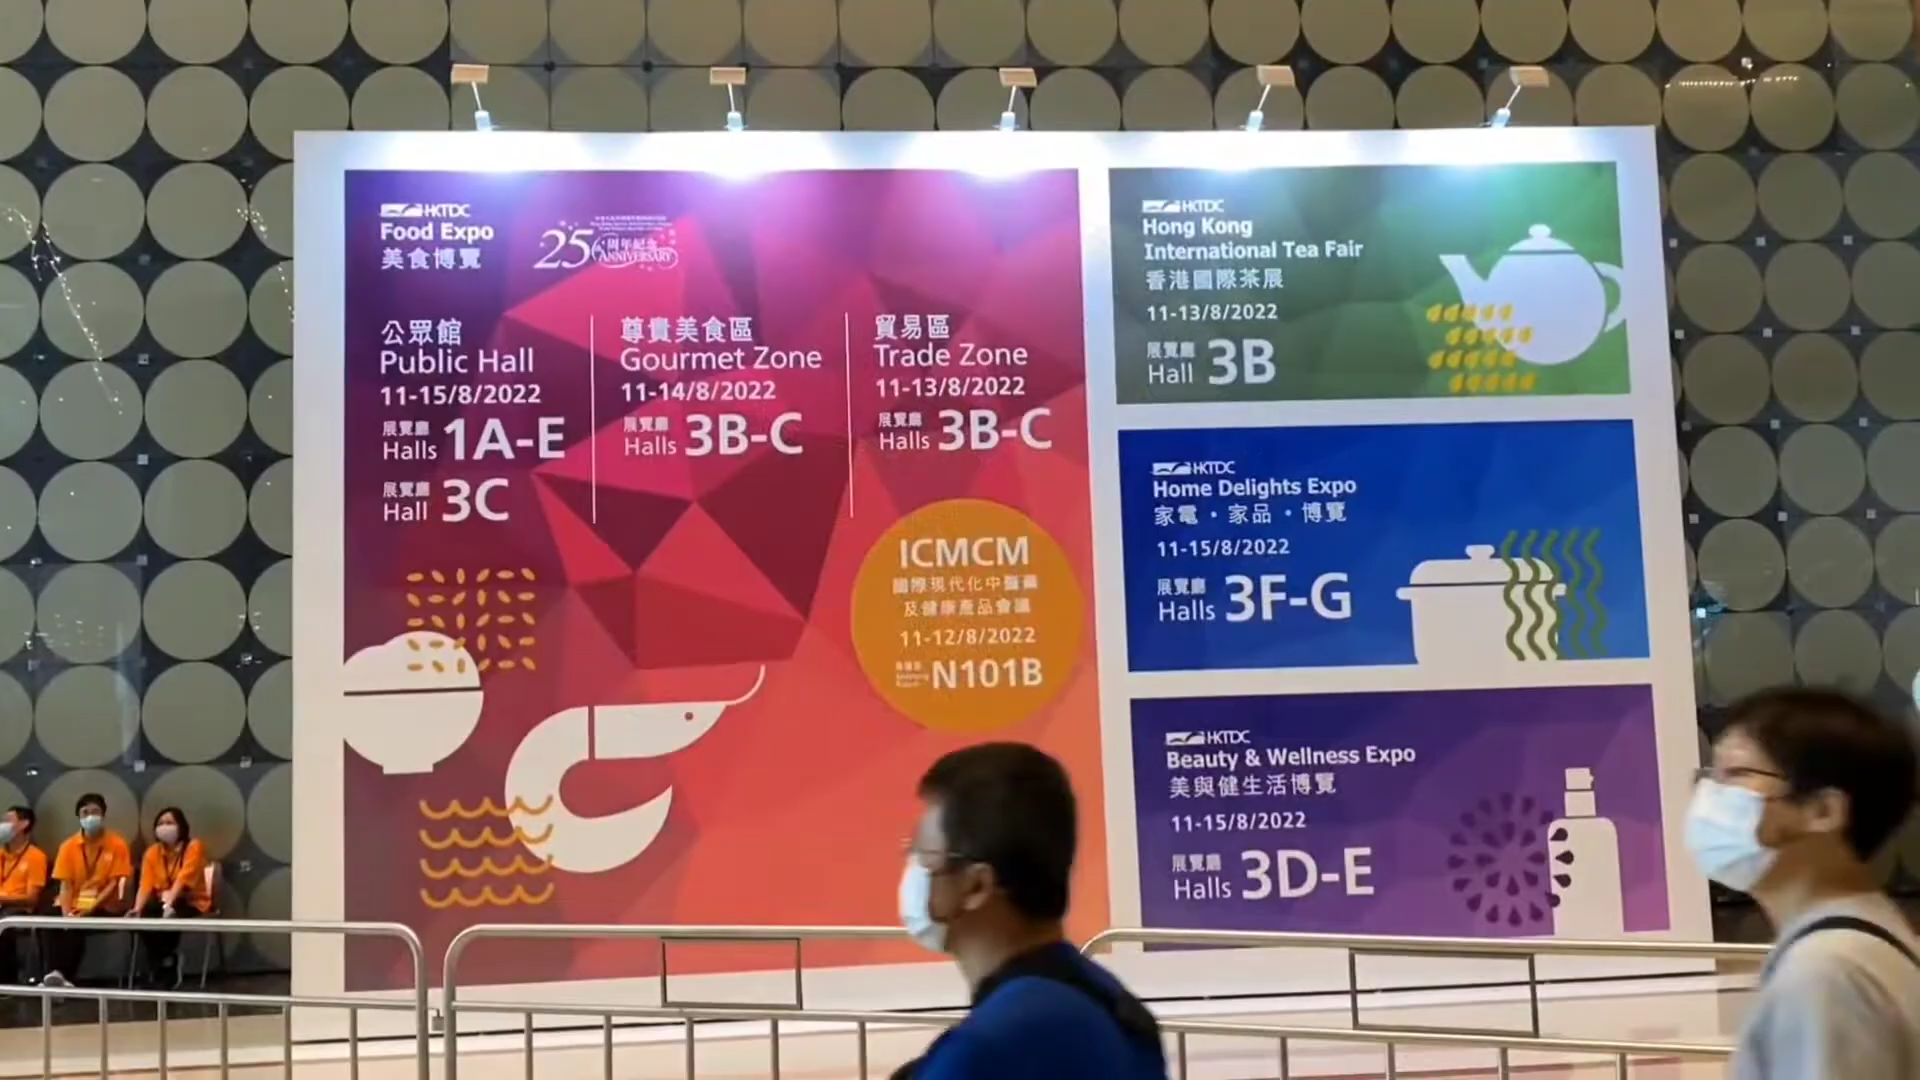 HKTDC
Food Expo
美食博覽
25周年紀念
ANNIVERSARY
公眾館
Public Hall
11-15/8/2022
展覽廳
Halls 1A-E
展覽廳
Hall 3C
尊貴美食區
Gourmet Zone
11-14/8/2022
展覽廳
Halls 3B-C
貿易區
Trade Zone
11-13/8/2022
展覽廳
Halls 3B-C
ICMCM
國際現代化中醫藥
及健康產品會議
11-12/8/2022
N101B
HKTDC
Hong Kong
International Tea Fair
香港國際茶展
11-13/8/2022
展覽廳
Hall 3B
HKTDC
Home Delights Expo
家電・家品・博覽
11-15/8/2022
展覽廳
Halls 3F-G
HKTDC
Beauty & Wellness Expo
美與健生活博覽
11-15/8/2022
展覽廳
Halls 3D-E